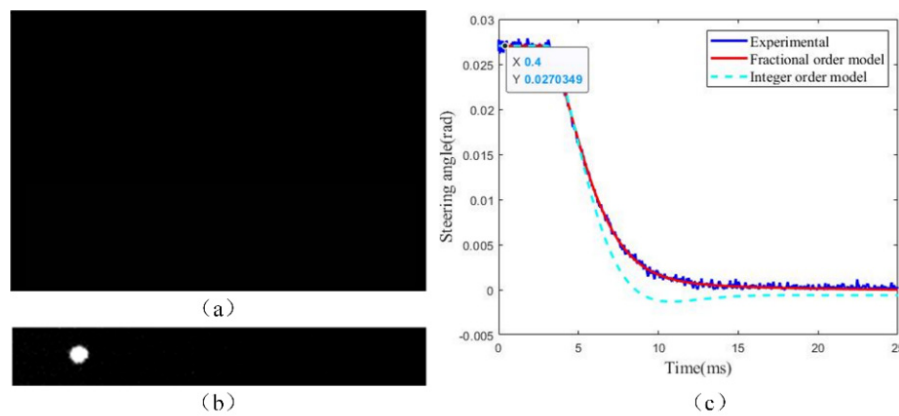 (a)
(b)
0.03
0.025
0.02
0.015
0.01
0.005
0
-0.005
Steering angle(rad)
Experimental
Fractional order model
Integer order model
X 0.4
Y 0.0270349
0 5 10 15 20 25
Time(ms)
(c)